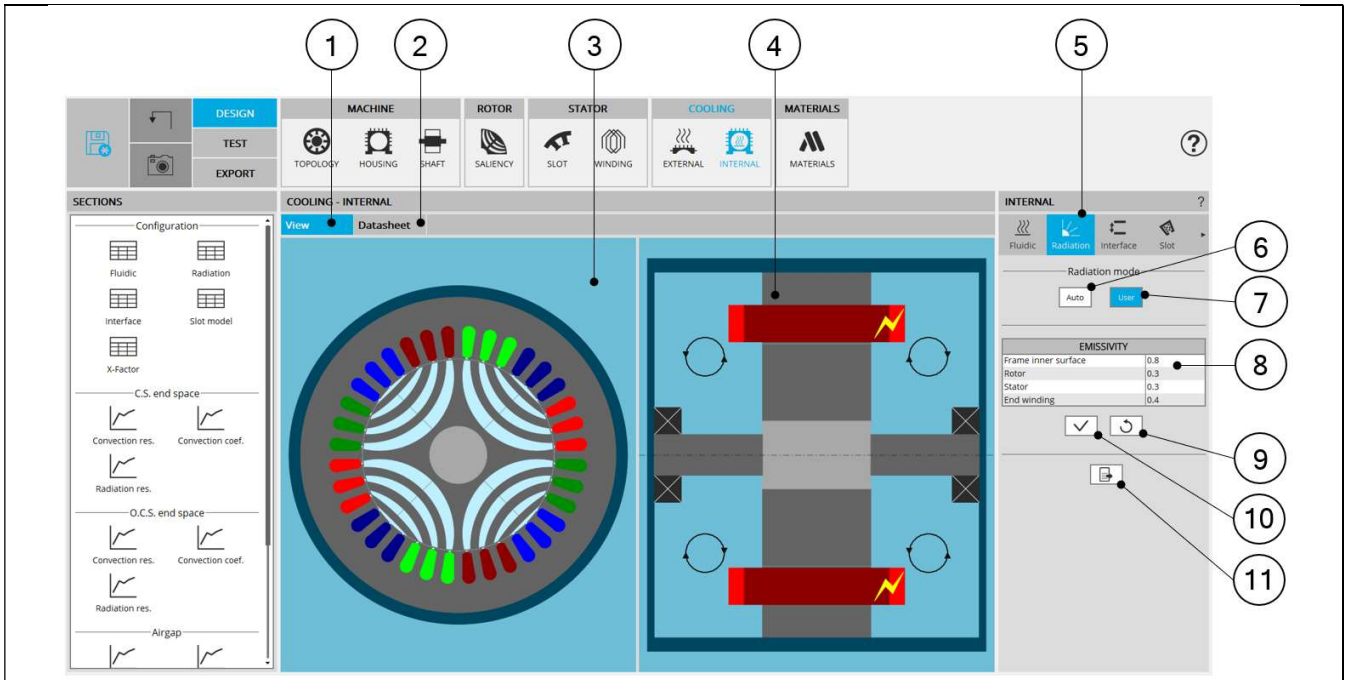 1 2 3 4 5
DESIGN MACHINE ROTOR STATOR COOLING MATERIALS
TEST
EXPORT
TOPOLOGY HOUSING SHAFT SALIENCY SLOT WINDING EXTERNAL INTERNAL MATERIALS
?
SECTIONS
Configuration
Fluidic Radiation
Interface Slot model
X-Factor
C.S. end space
Convection res. Convection coef.
Radiation res.
O.C.S. end space
Convection res. Convection coef.
Radiation res.
Airgap
COOLING - INTERNAL
View Datasheet
INTERNAL ?
Fluidic Radiation Interface Slot
Radiation mode
Auto User
EMISSIVITY
Frame inner surface 0.8
Rotor 0.3
Stator 0.3
End winding 0.4
6
7
8
9
10
11